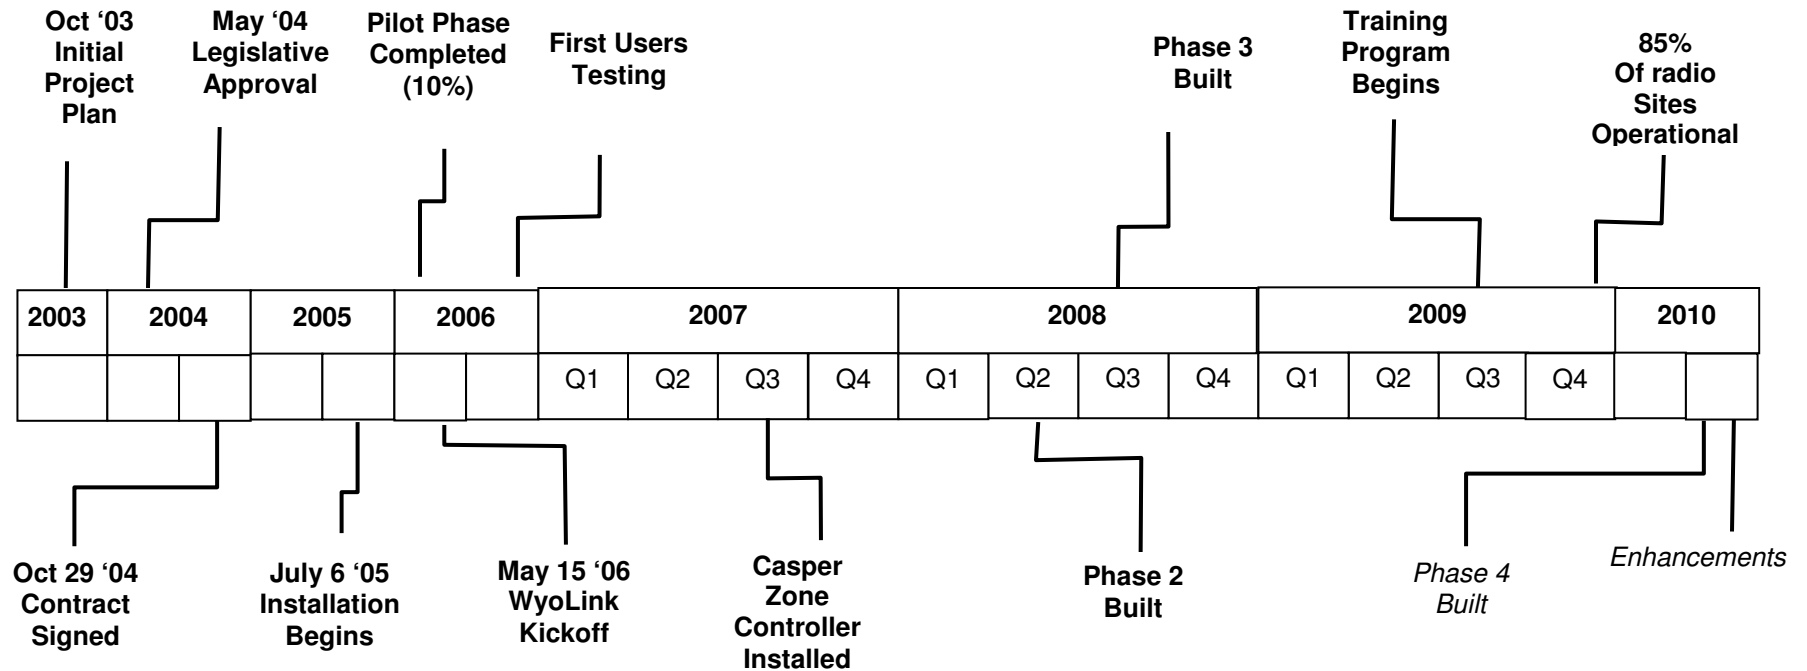 Oct ‘03
Initial
Project
Plan
May ‘04
Legislative
Approval
Pilot Phase
Completed
(10%)
First Users
Testing
Phase 3
Built
Training
Program
Begins
85%
Of radio
Sites
Operational
2003 2004 2005 2006 2007 2008 2009 2010
Q1 Q2 Q3 Q4 Q1 Q2 Q3 Q4 Q1 Q2 Q3 Q4
Oct 29 ‘04
Contract
Signed
July 6 ‘05
Installation
Begins
May 15 ‘06
WyoLink
Kickoff
Casper
Zone
Controller
Installed
Phase 2
Built
Phase 4
Built
Enhancements